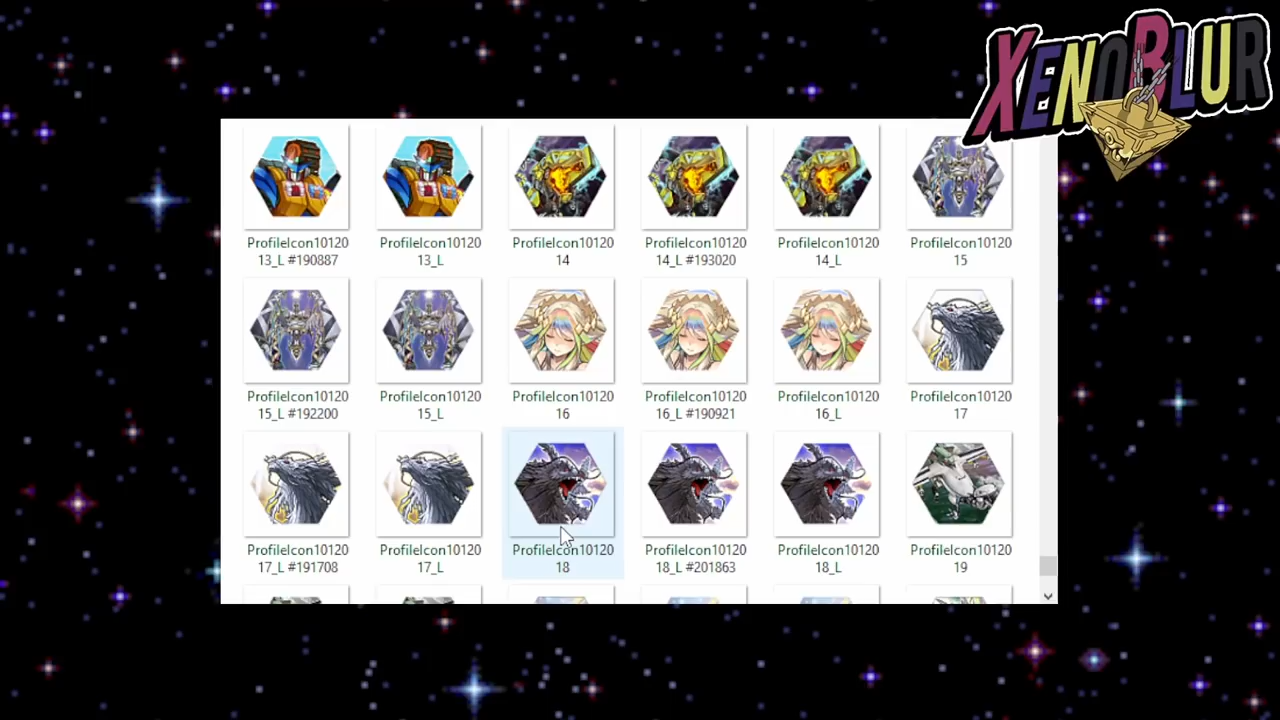 XENOBLUR
ProfileIcon10120
13_L #190887
ProfileIcon10120
13_L
ProfileIcon10120
14
ProfileIcon10120
14_L #193020
ProfileIcon10120
14_L
ProfileIcon10120
15
ProfileIcon10120
15_L #192200
ProfileIcon10120
15_L
ProfileIcon10120
16
ProfileIcon10120
16_L #190921
ProfileIcon10120
16_L
ProfileIcon10120
17
ProfileIcon10120
17_L #191708
ProfileIcon10120
17_L
ProfileIcon10120
18
ProfileIcon10120
18_L #201863
ProfileIcon10120
18_L
ProfileIcon10120
19